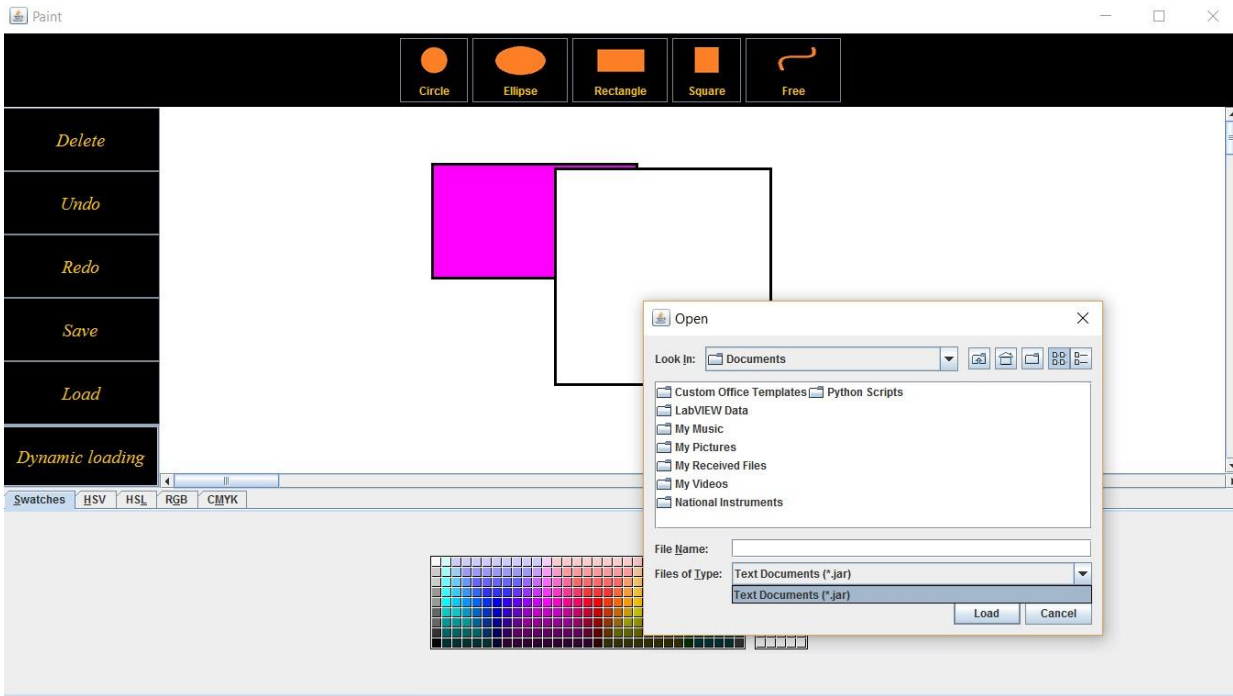 Paint
Circle Ellipse Rectangle Square Free
Delete
Undo
Redo
Save
Load
Dynamic loading
Swatches HSV HSL RGB CMYK
Open
Look In: Documents
Custom Office Templates Python Scripts
LabVIEW Data
My Music
My Pictures
My Received Files
My Videos
National Instruments
File Name:
Files of Type: Text Documents (*.jar)
Text Documents (*.jar)
Load Cancel